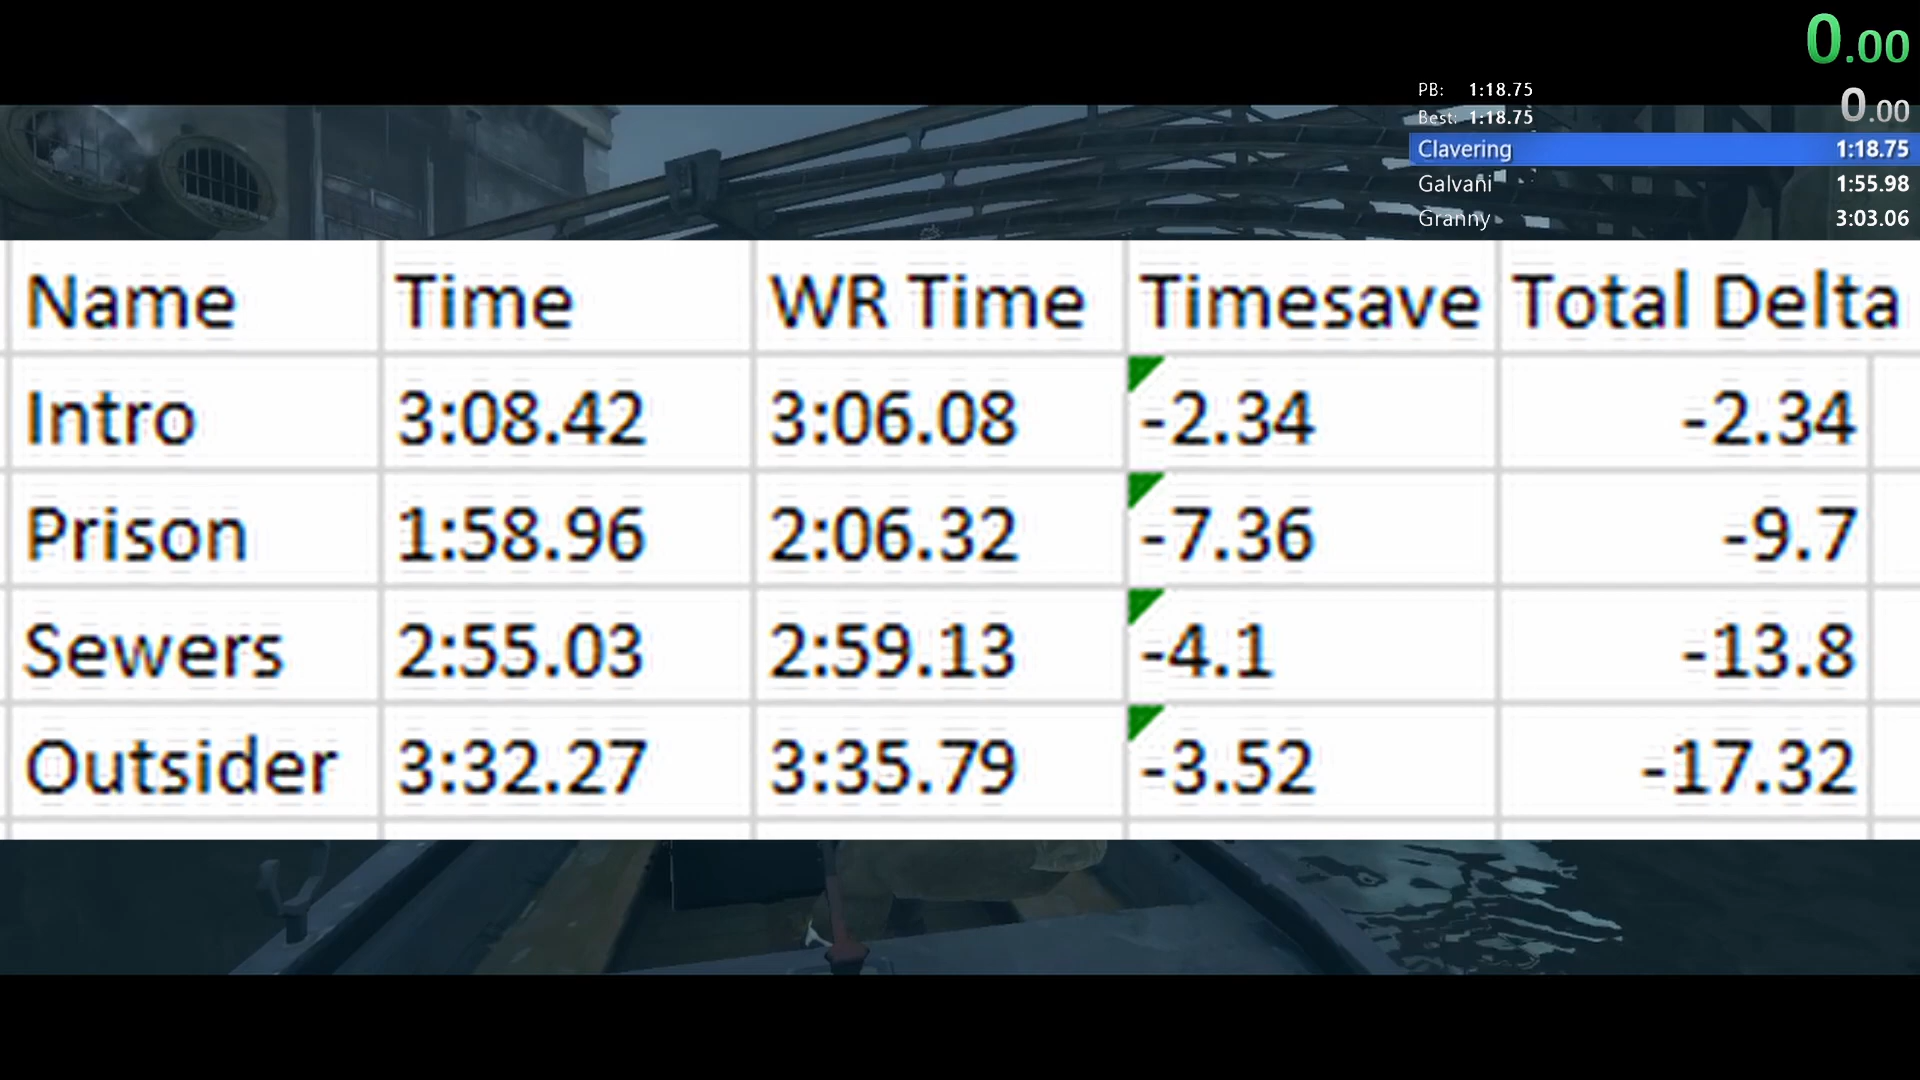 0.00
PB: 1:18.75
0.00
Best: 1:18.75
Clavering 1:18.75
Galvani 1:55.98
Granny 3:03.06
Name Time WR Time Timesave Total Delta
Intro 3:08.42 3:06.08 -2.34 -2.34
Prison 1:58.96 2:06.32 -7.36 -9.7
Sewers 2:55.03 2:59.13 -4.1 -13.8
Outsider 3:32.27 3:35.79 -3.52 -17.32